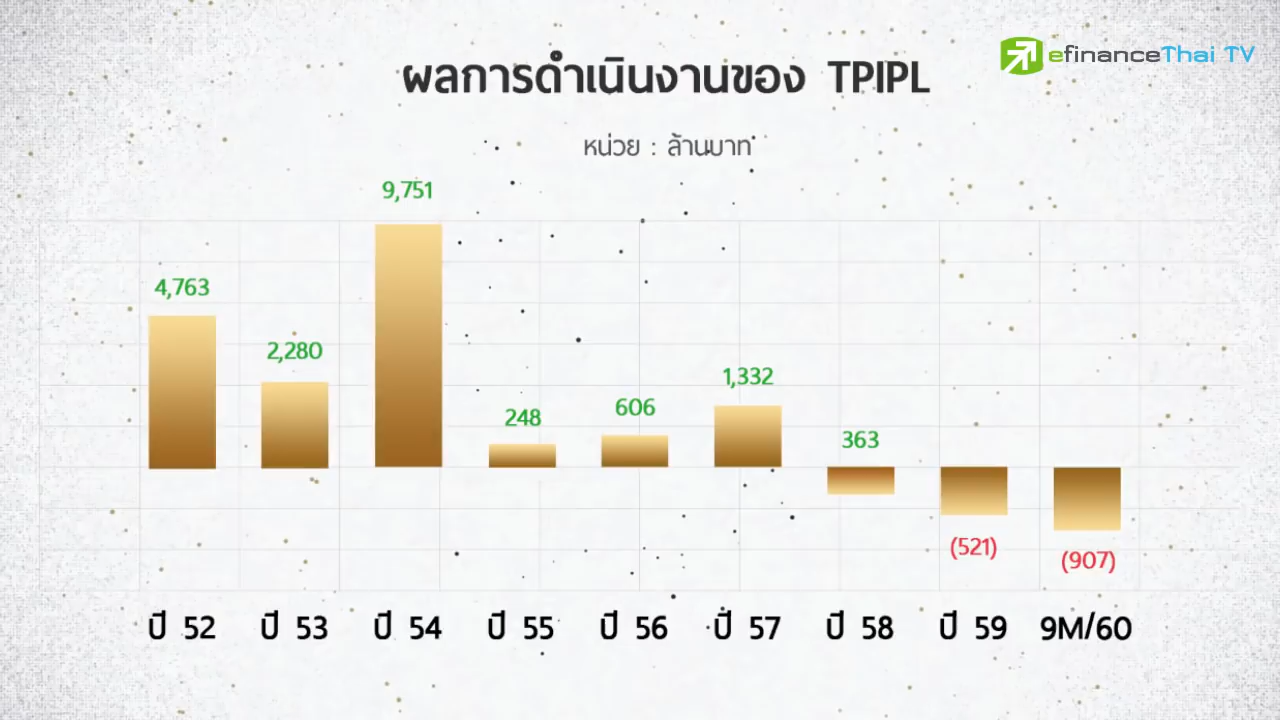 efinanceThai TV
ผลการดำเนินงานของ TPIPL
หน่วย : ล้านบาท
9,751
4,763
2,280
1,332
606
248
363
(521)
(907)
ปี 52 ปี 53 ปี 54 ปี 55 ปี 56 ปี 57 ปี 58 ปี 59 9M/60